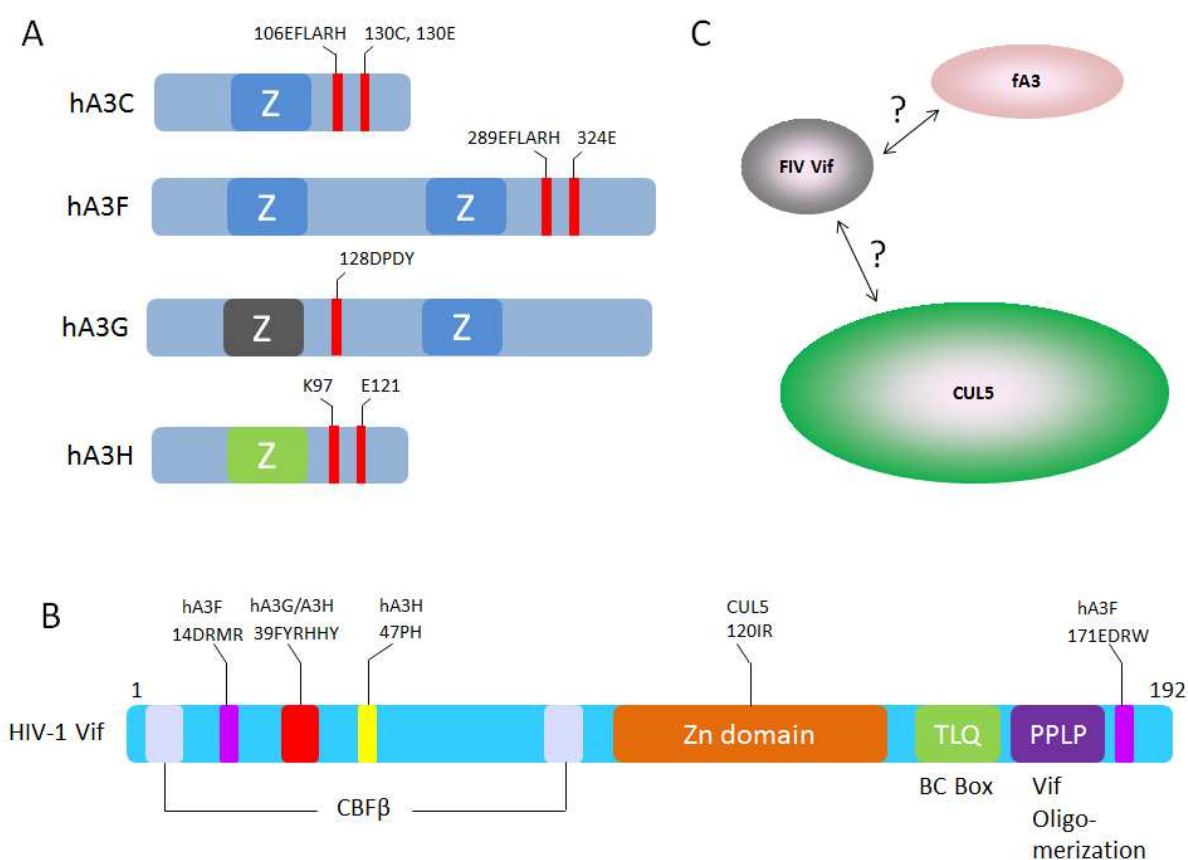 A
106EFLARH
130C, 130E
hA3C
Z
289EFLARH
324E
hA3F
Z
Z
128DPDY
hA3G
Z
Z
K97
E121
hA3H
Z
C
fA3
?
FIV Vif
?
CUL5
B
hA3F
14DRMR
hA3G/A3H
39FYRHHY
hA3H
47PH
CUL5
120IR
hA3F
171EDRW
1
192
HIV-1 Vif
Zn domain
TLQ
PPLP
CBFβ
BC Box
Vif
Oligo-
merization